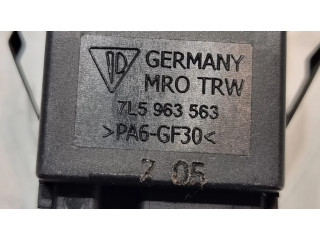 GERMANY
MRO TRW
7L5 963 563
>PA6-GF30<
2 05